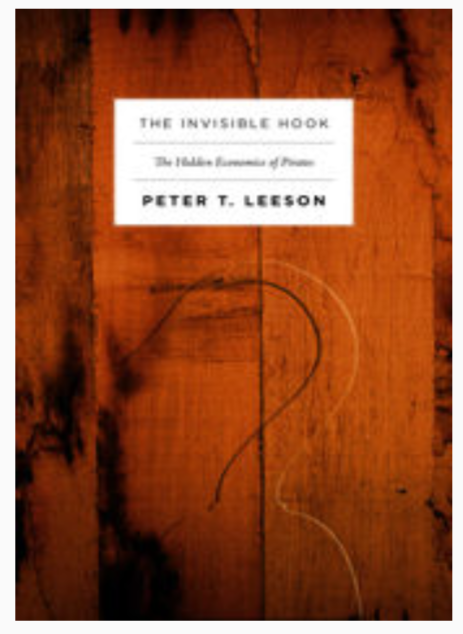 THE INVISIBLE HOOK
The Hidden Economics of Pirates
PETER T. LEESON